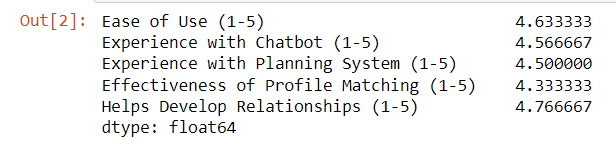 Out[2]: Ease of Use (1-5) 4.633333
Experience with Chatbot (1-5) 4.566667
Experience with Planning System (1-5) 4.500000
Effectiveness of Profile Matching (1-5) 4.333333
Helps Develop Relationships (1-5) 4.766667
dtype: float64